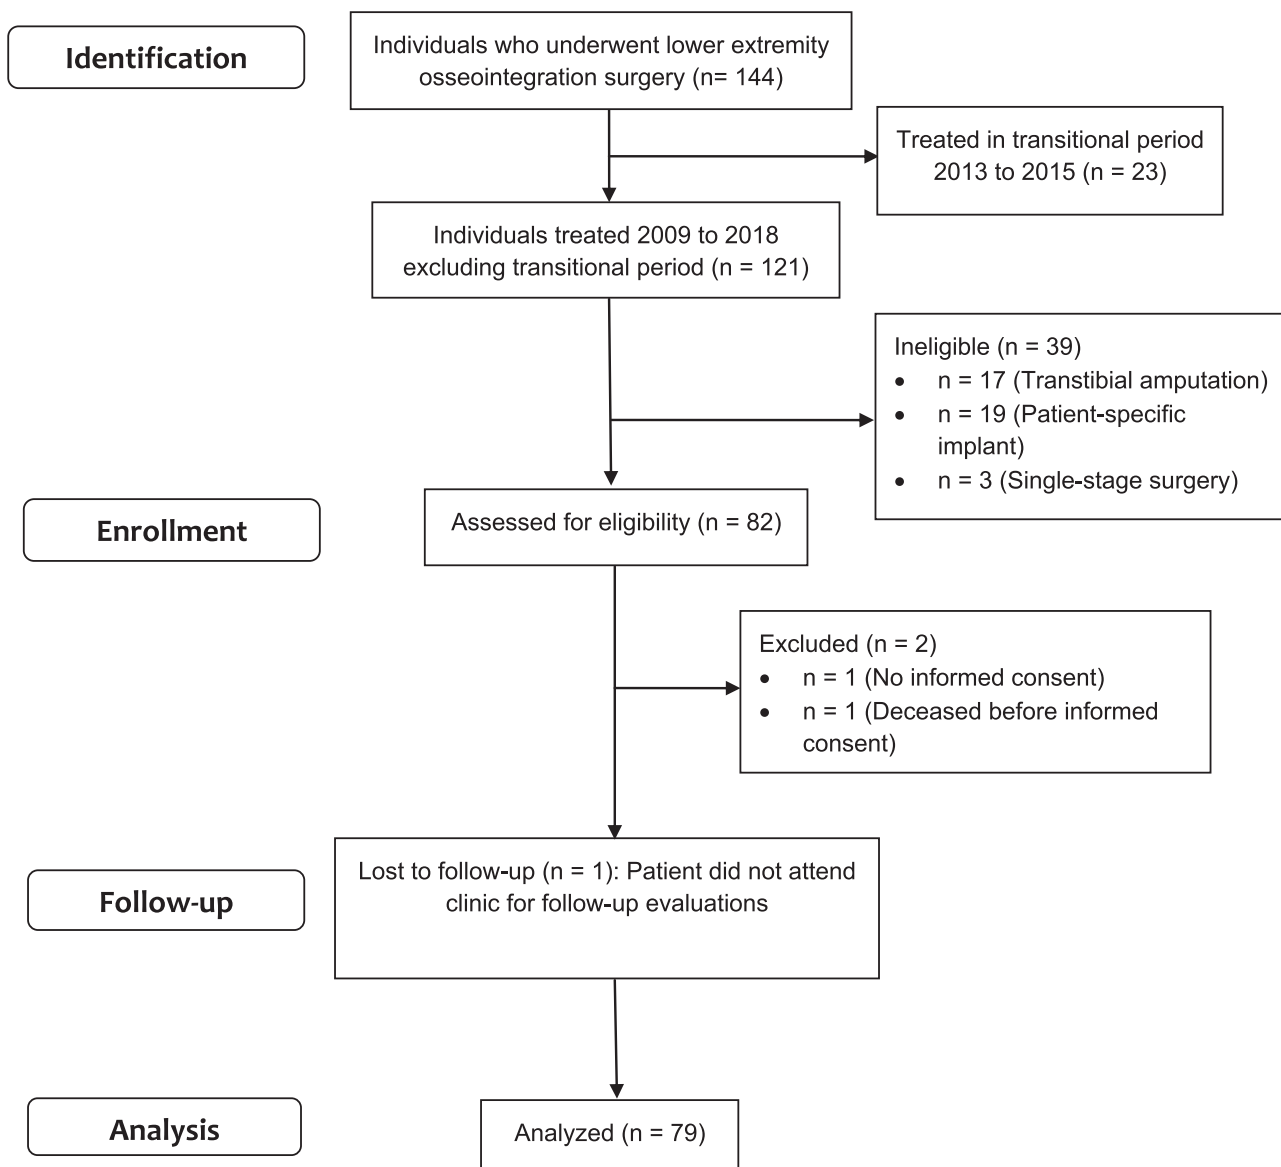 Identification
Individuals who underwent lower extremity
osseointegration surgery (n= 144)
Treated in transitional period
2013 to 2015 (n = 23)
Individuals treated 2009 to 2018
excluding transitional period (n = 121)
Ineligible (n = 39)
• n = 17 (Transtibial amputation)
• n = 19 (Patient-specific
implant)
• n = 3 (Single-stage surgery)
Enrollment
Assessed for eligibility (n = 82)
Excluded (n = 2)
• n = 1 (No informed consent)
• n = 1 (Deceased before informed
consent)
Follow-up
Lost to follow-up (n = 1): Patient did not attend
clinic for follow-up evaluations
Analysis
Analyzed (n = 79)